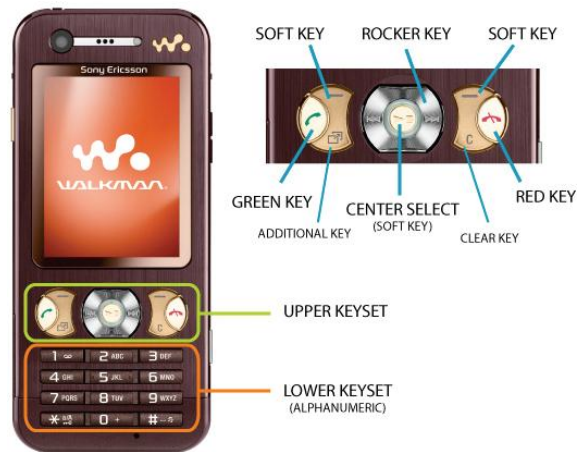 SOFT KEY
ROCKER KEY
SOFT KEY
Sony Ericsson
WALKMAN
GREEN KEY
CENTER SELECT
(SOFT KEY)
RED KEY
ADDITIONAL KEY
CLEAR KEY
C
UPPER KEYSET
C
1
2 ABC
3 DEF
4 GHI
5 JKL
6 MNO
7 PQRS
8 TUV
9 WXYZ
0 +
LOWER KEYSET
(ALPHANUMERIC)